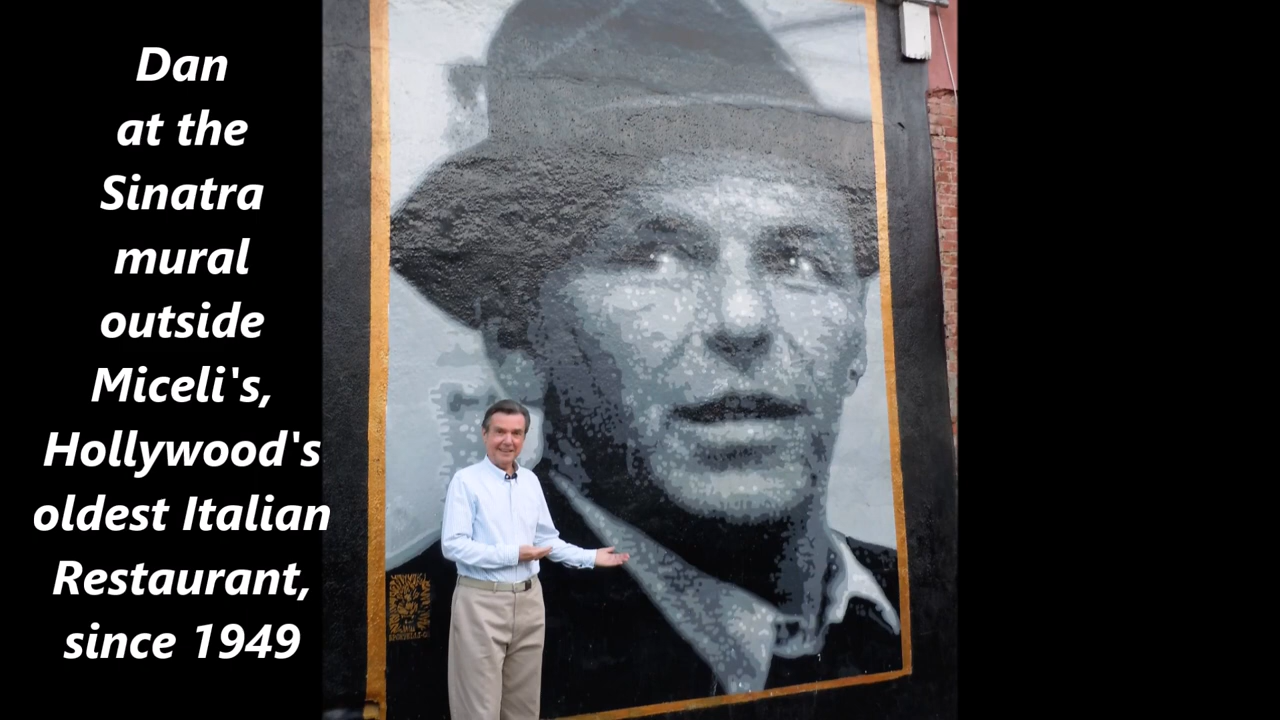 Dan
at the
Sinatra
mural
outside
Miceli's,
Hollywood's
oldest Italian
Restaurant,
since 1949